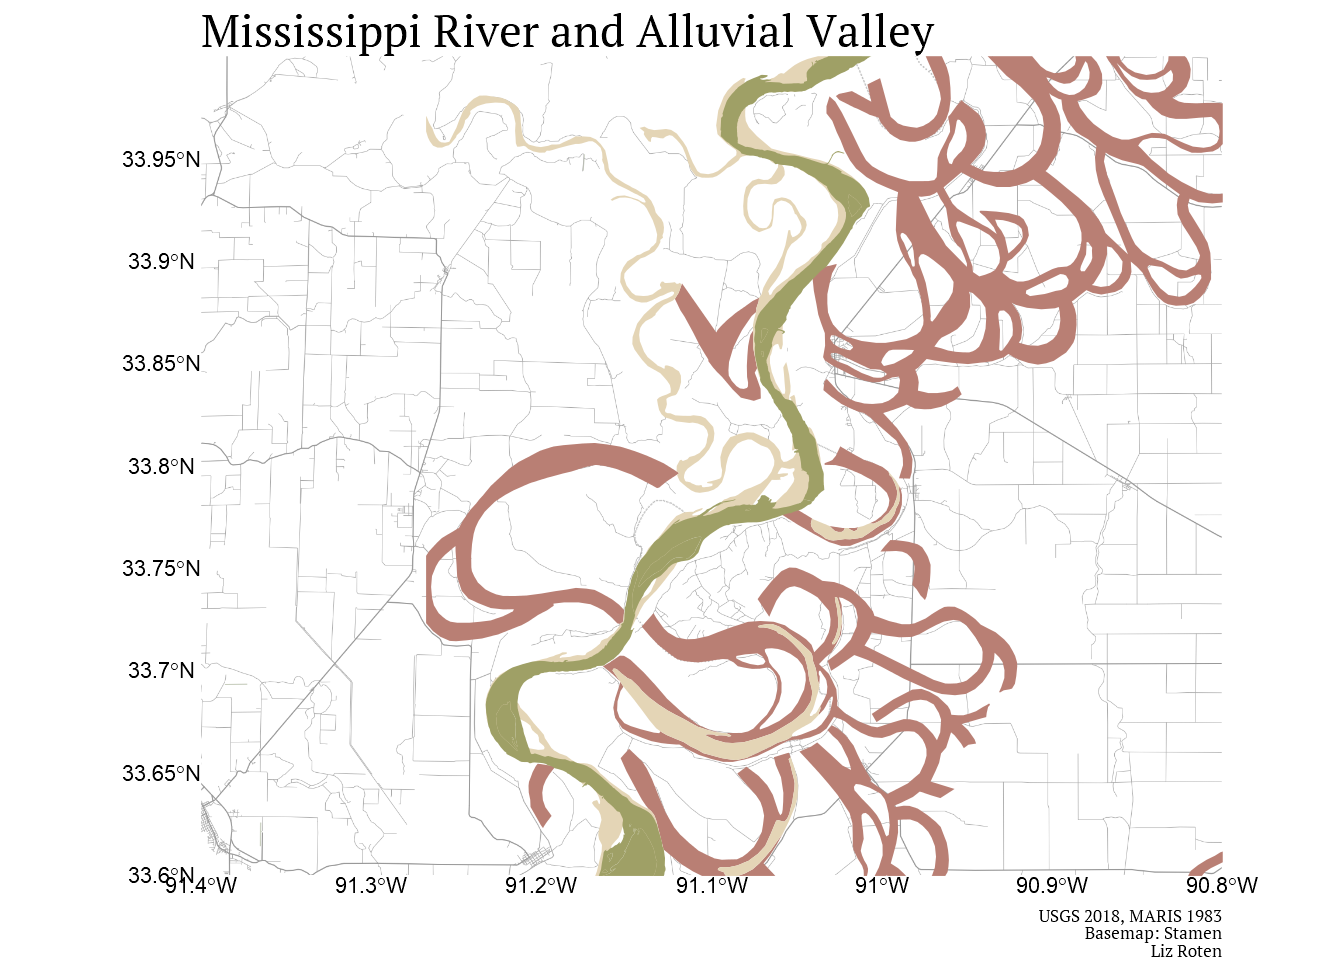 Mississippi River and Alluvial Valley
33.95°N
33.9°N
33.85°N
33.8°N
33.75°N
33.7°N
33.65°N
33.6°N
91.4°W 91.3°W 91.2°W 91.1°W 91°W 90.9°W 90.8°W
USGS 2018, MARIS 1983
Basemap: Stamen
Liz Roten